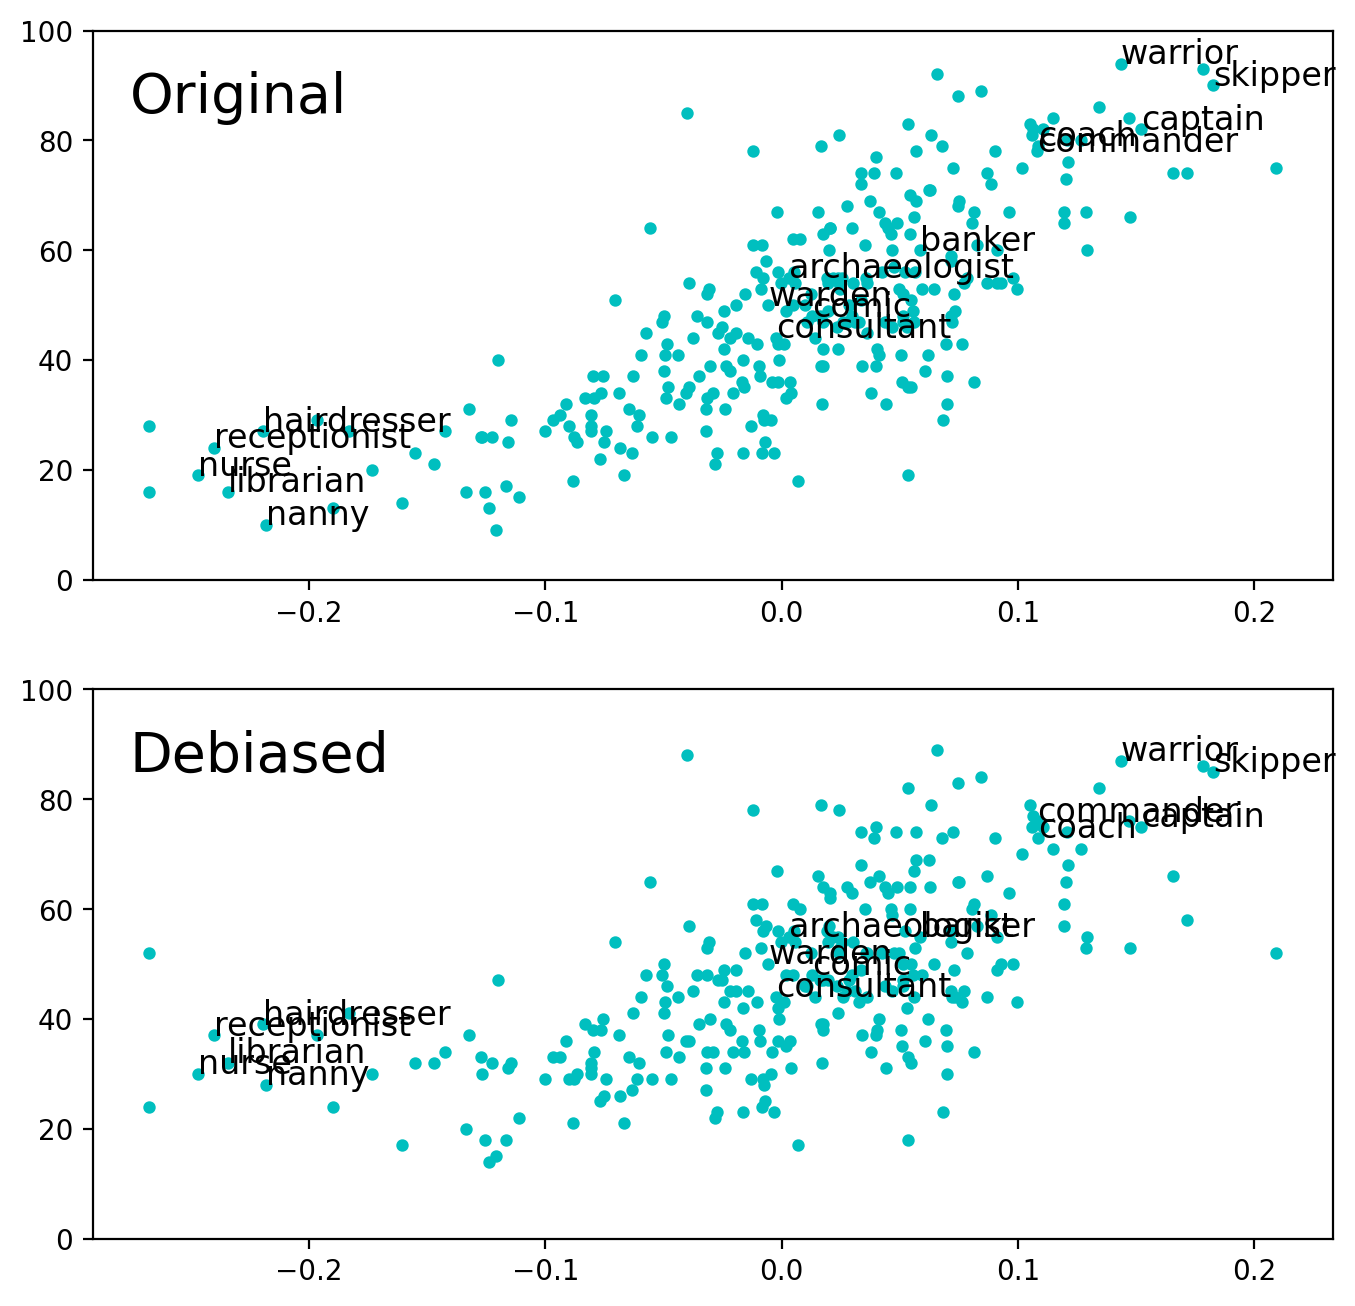 100
80
60
40
20
0
Original
warrior
skipper
captain
coach
commander
banker
archaeologist
warden
comic
consultant
hairdresser
receptionist
nurse
librarian
nanny
−0.2 −0.1 0.0 0.1 0.2
100
80
60
40
20
0
Debiased
warrior
skipper
commander
captain
coach
archaeologist
banker
warden
comic
consultant
hairdresser
receptionist
librarian
nurse
nanny
−0.2 −0.1 0.0 0.1 0.2